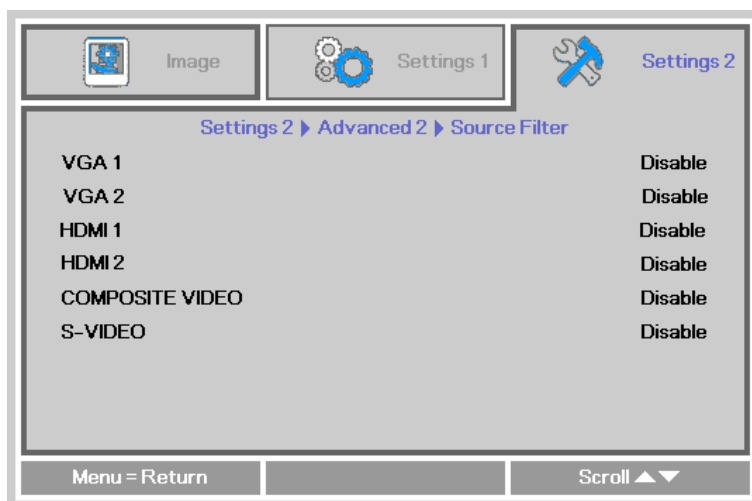 Image Settings 1 Settings 2
Settings 2 ▶ Advanced 2 ▶ Source Filter
VGA 1 Disable
VGA 2 Disable
HDMI 1 Disable
HDMI 2 Disable
COMPOSITE VIDEO Disable
S-VIDEO Disable
Menu = Return Scroll ▲▼